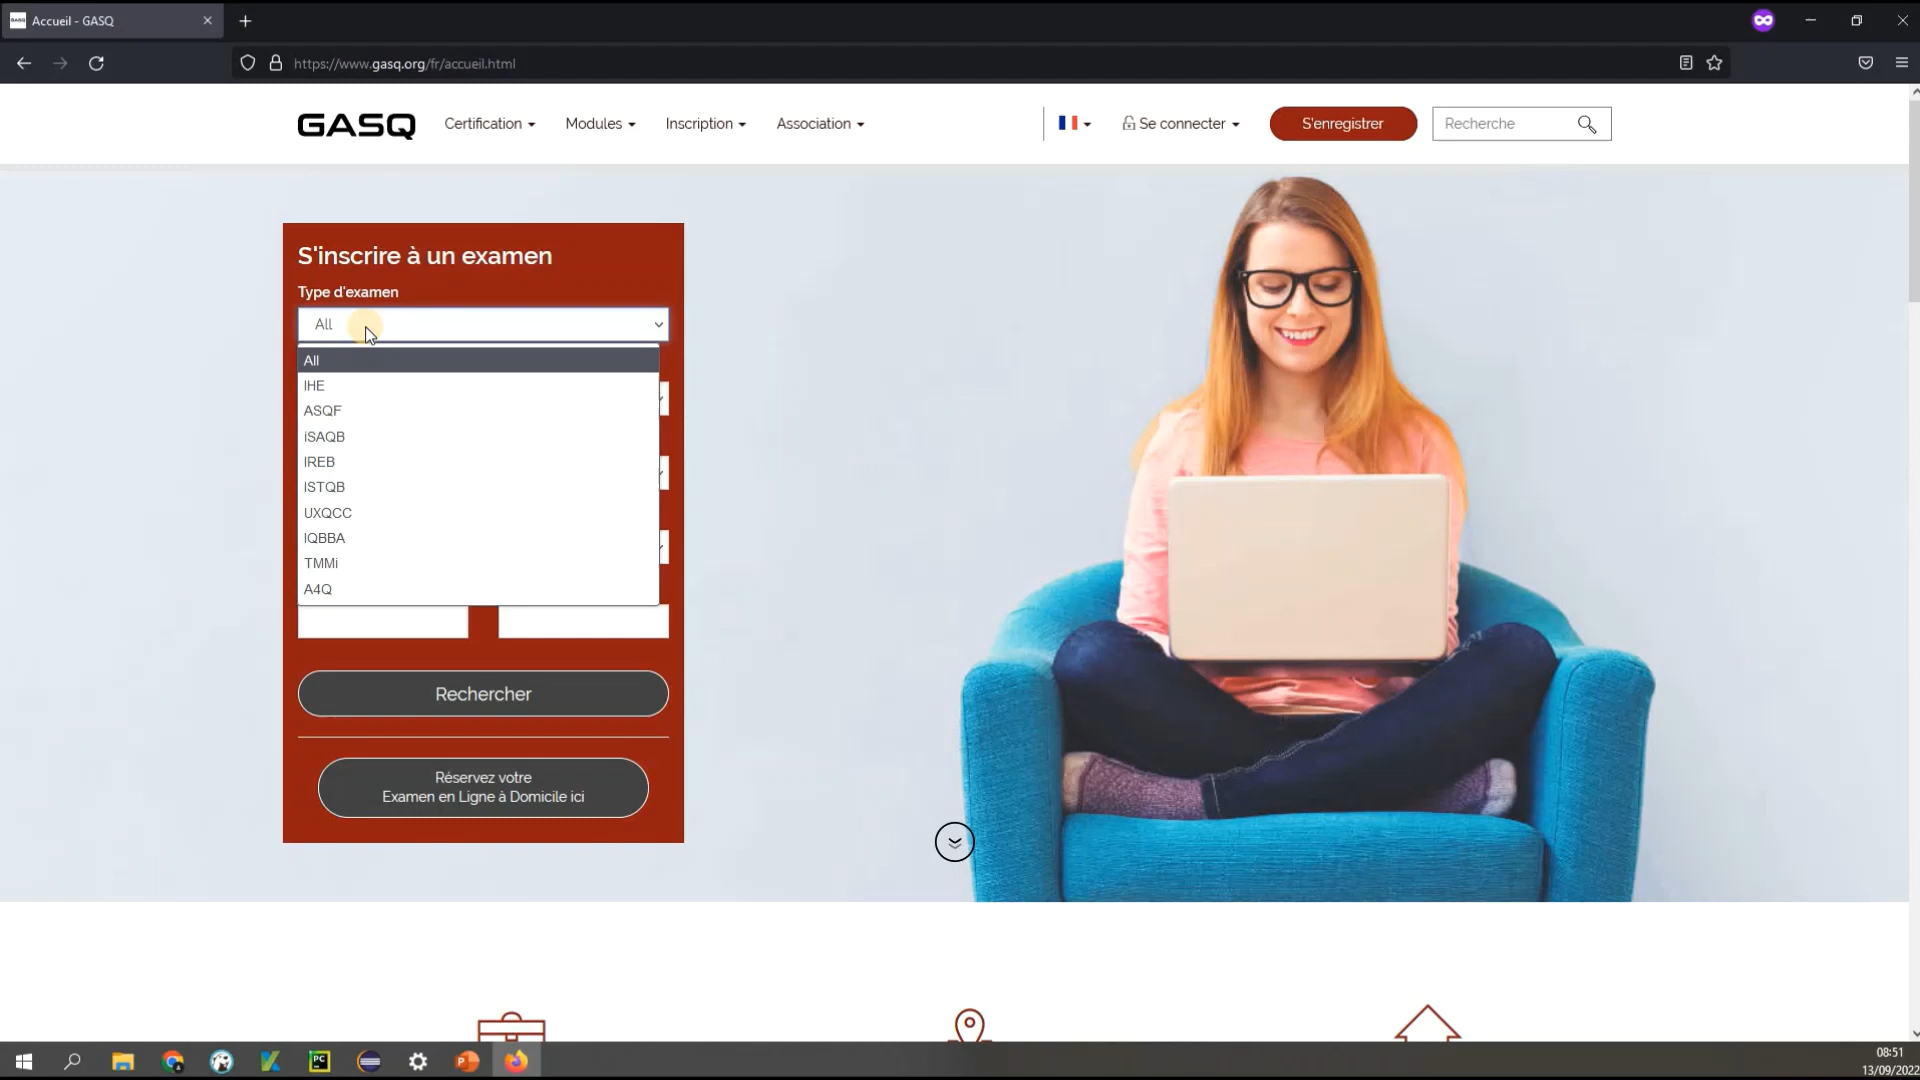 GASQ
Accueil - GASQ
https://www.gasq.org/fr/accueil.html
GASQ
Certification
Modules
Inscription
Association
Se connecter
S'enregistrer
Recherche
S'inscrire à un examen
Type d'examen
All
All
IHE
ASQF
iSAQB
IREB
ISTQB
UXQCC
IQBBA
TMMi
A4Q
Rechercher
Réservez votre
Examen en Ligne à Domicile ici
PC
P
08:51
13/09/2022